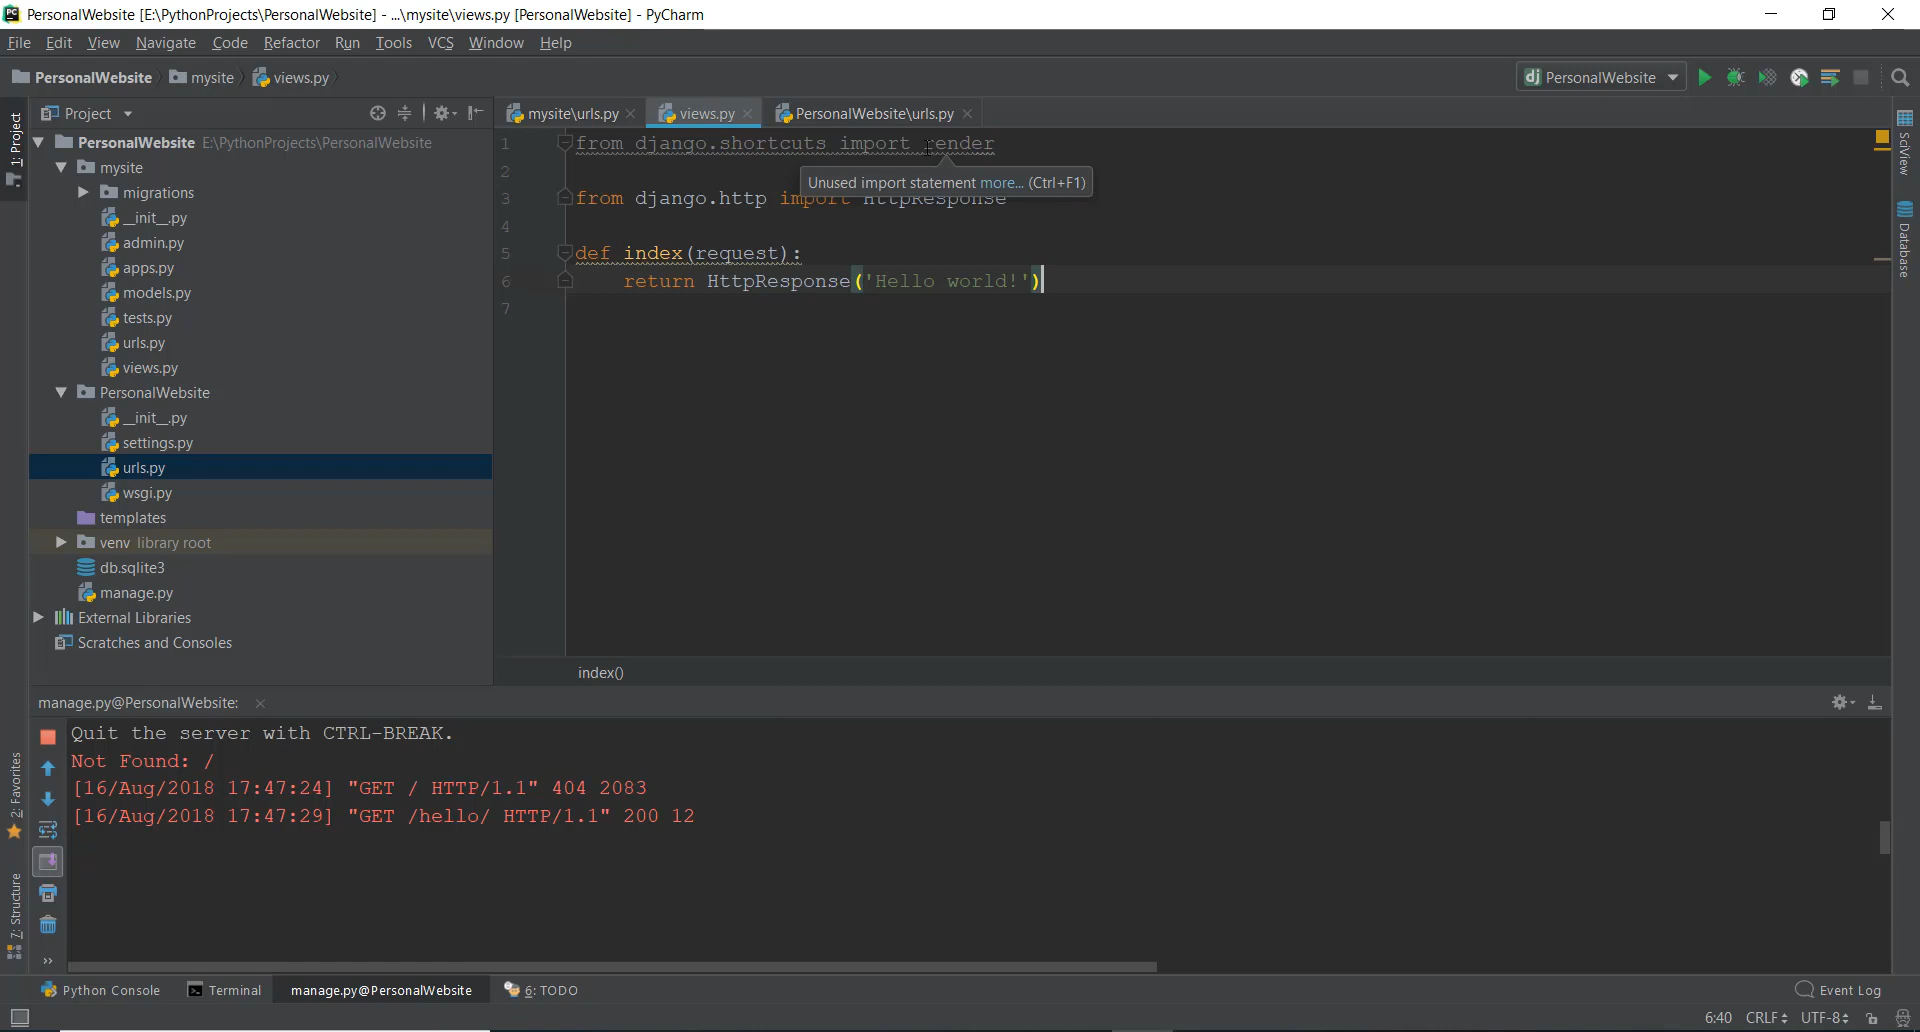 PersonalWebsite [E:\PythonProjects\PersonalWebsite] - ...\mysite\views.py [PersonalWebsite] - PyCharm
File Edit View Navigate Code Refactor Run Tools VCS Window Help
PersonalWebsite mysite views.py
dj PersonalWebsite
Project
mysite\urls.py views.py PersonalWebsite\urls.py
1: Project
PersonalWebsite E:\PythonProjects\PersonalWebsite
mysite
migrations
__init__.py
admin.py
apps.py
models.py
tests.py
urls.py
views.py
PersonalWebsite
__init__.py
settings.py
urls.py
wsgi.py
templates
venv library root
db.sqlite3
manage.py
External Libraries
Scratches and Consoles
1 from django.shortcuts import render
2
Unused import statement more... (Ctrl+F1)
3 from django.http import HttpResponse
4
5 def index(request):
6 return HttpResponse('Hello world!')
7
index()
SciView
Database
manage.py@PersonalWebsite:
Quit the server with CTRL-BREAK.
Not Found: /
[16/Aug/2018 17:47:24] "GET / HTTP/1.1" 404 2083
[16/Aug/2018 17:47:29] "GET /hello/ HTTP/1.1" 200 12
2: Favorites
7: Structure
Python Console Terminal manage.py@PersonalWebsite 6: TODO Event Log
6:40 CRLF UTF-8